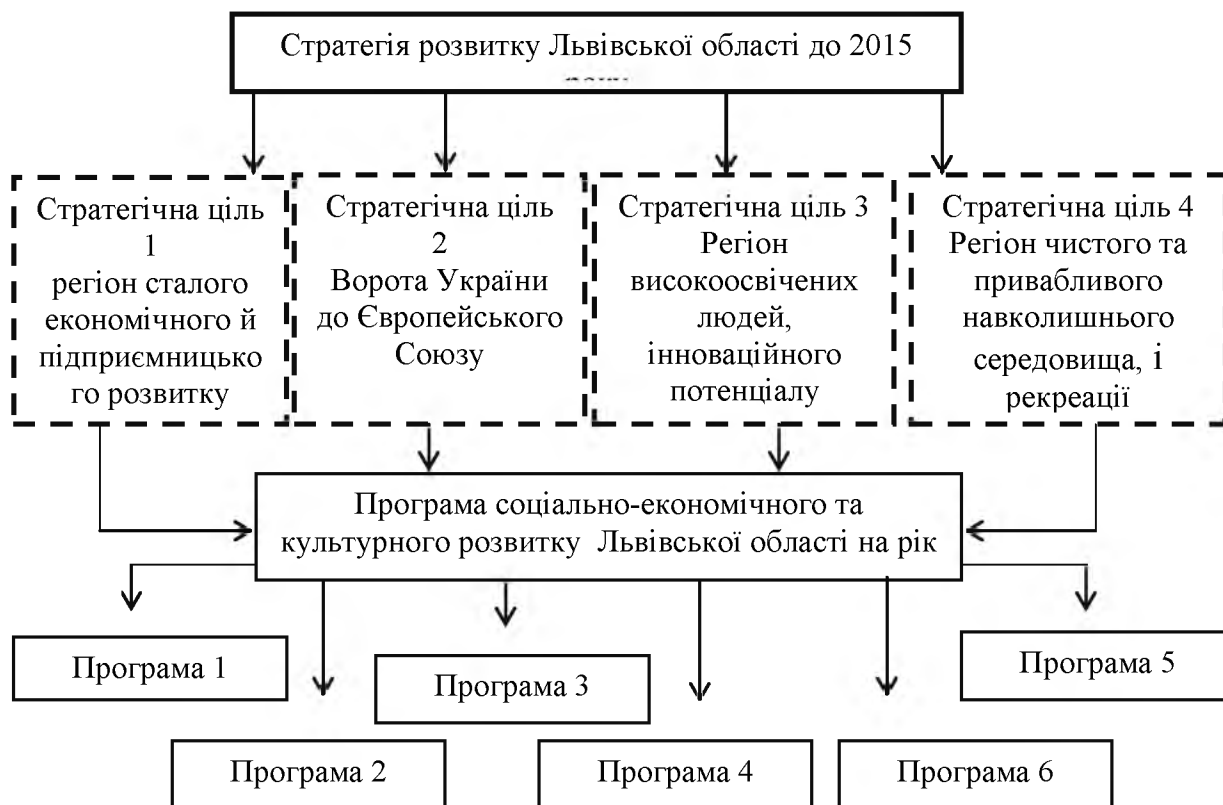 Стратегія розвитку Львівської області до 2015
Стратегічна ціль
1
регіон сталого
економічного й
підприємницько
го розвитку
Стратегічна ціль
2
Ворота України
до Європейського
Союзу
Стратегічна ціль 3
Регіон
високоосвічених
людей,
інноваційного
потенціалу
Стратегічна ціль 4
Регіон чистого та
привабливого
навколишнього
середовища, і
рекреації
Програма соціально-економічного та
культурного розвитку Львівської області на рік
Програма 1
Програма 3
Програма 5
Програма 2
Програма 4
Програма 6